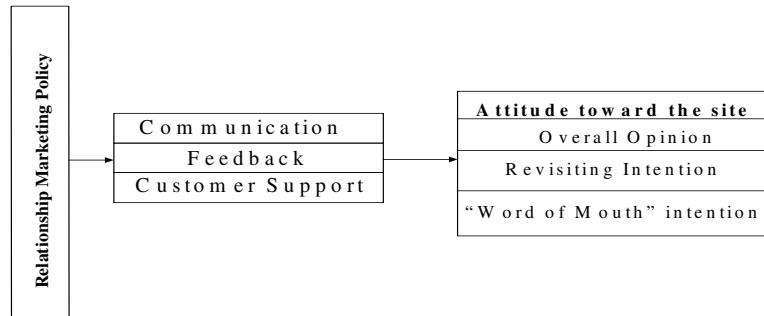 Relationship Marketing Policy
Communication
Feedback
Customer Support
Attitude toward the site
Overall Opinion
Revisiting Intention
“Word of Mouth” intention